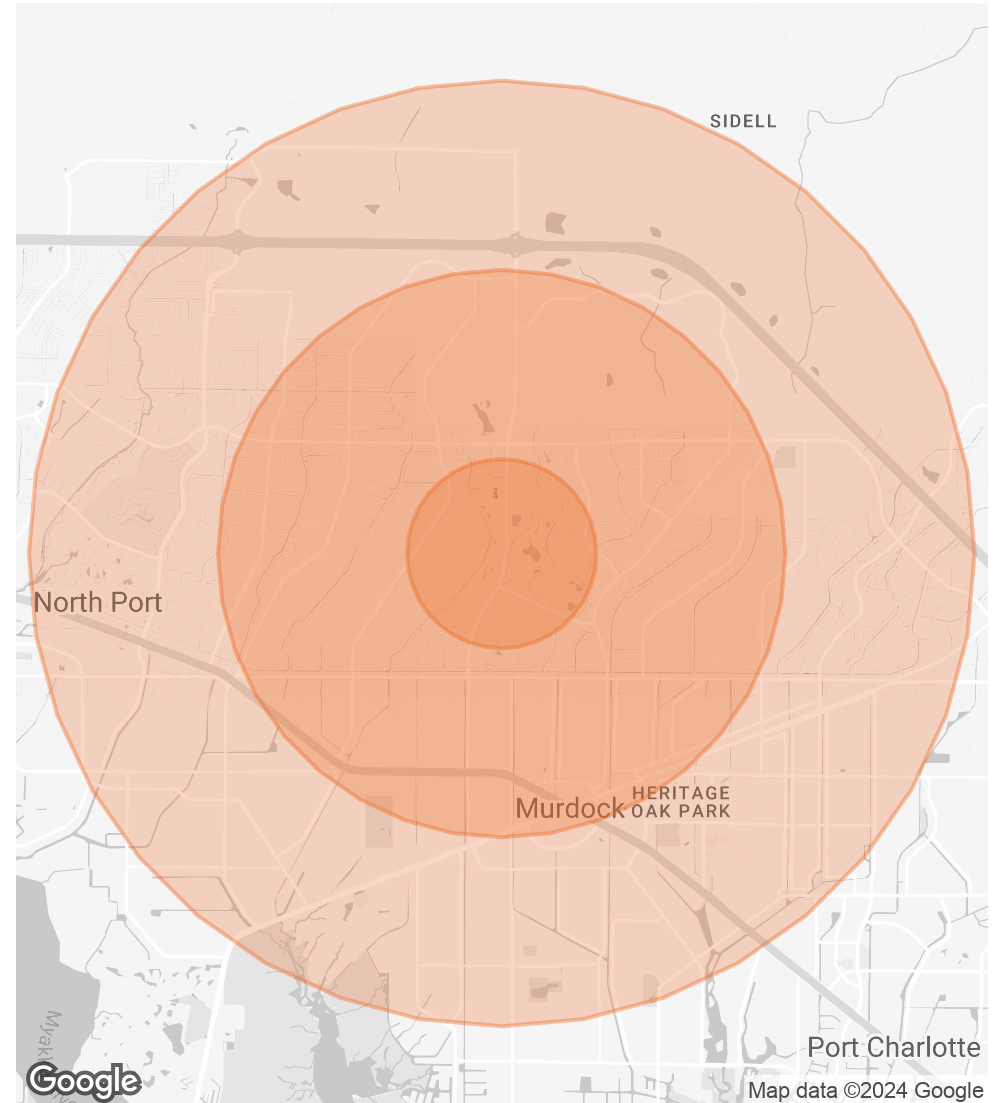 SIDELL
North Port
Murdock
HERITAGE
OAK PARK
Port Charlotte
Google
Map data ©2024 Google